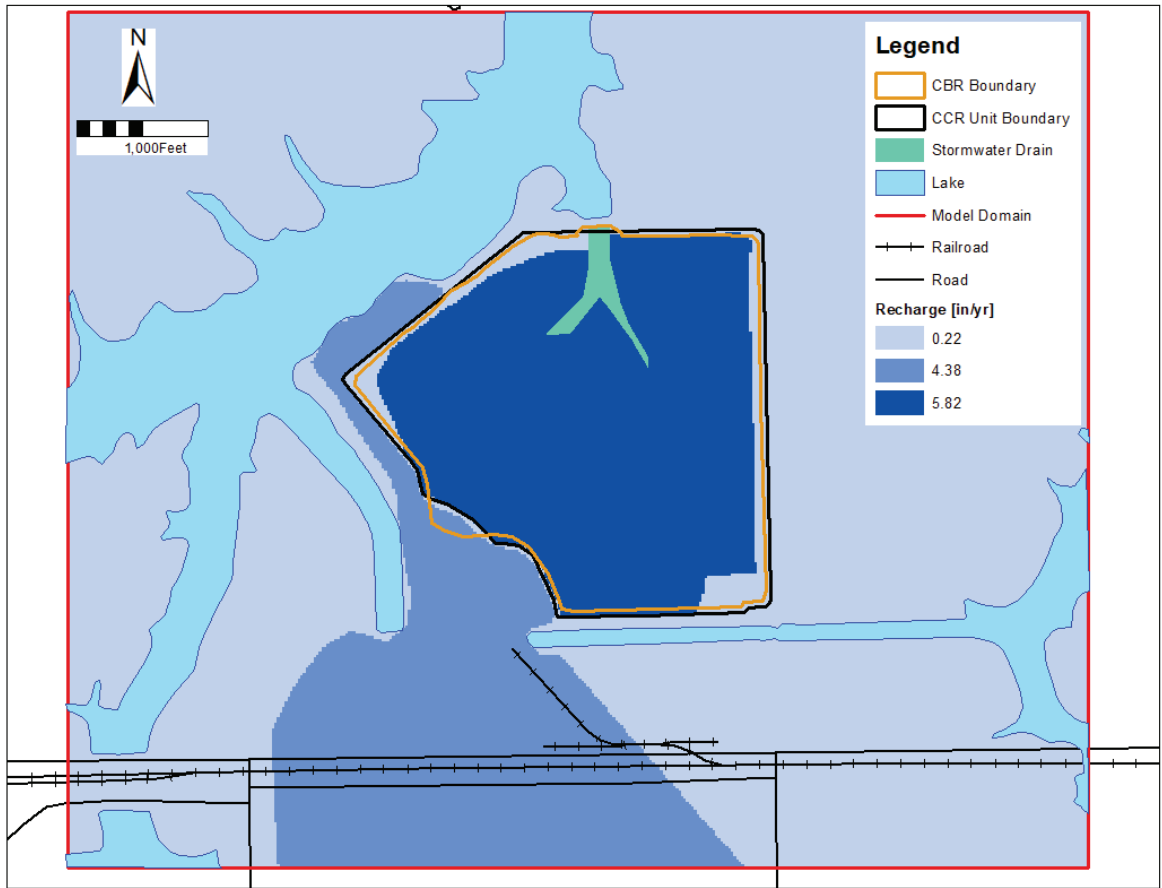 N
1,000Feet
Legend
CBR Boundary
CCR Unit Boundary
Stormwater Drain
Lake
Model Domain
Railroad
Road
Recharge [in/yr]
0.22
4.38
5.82